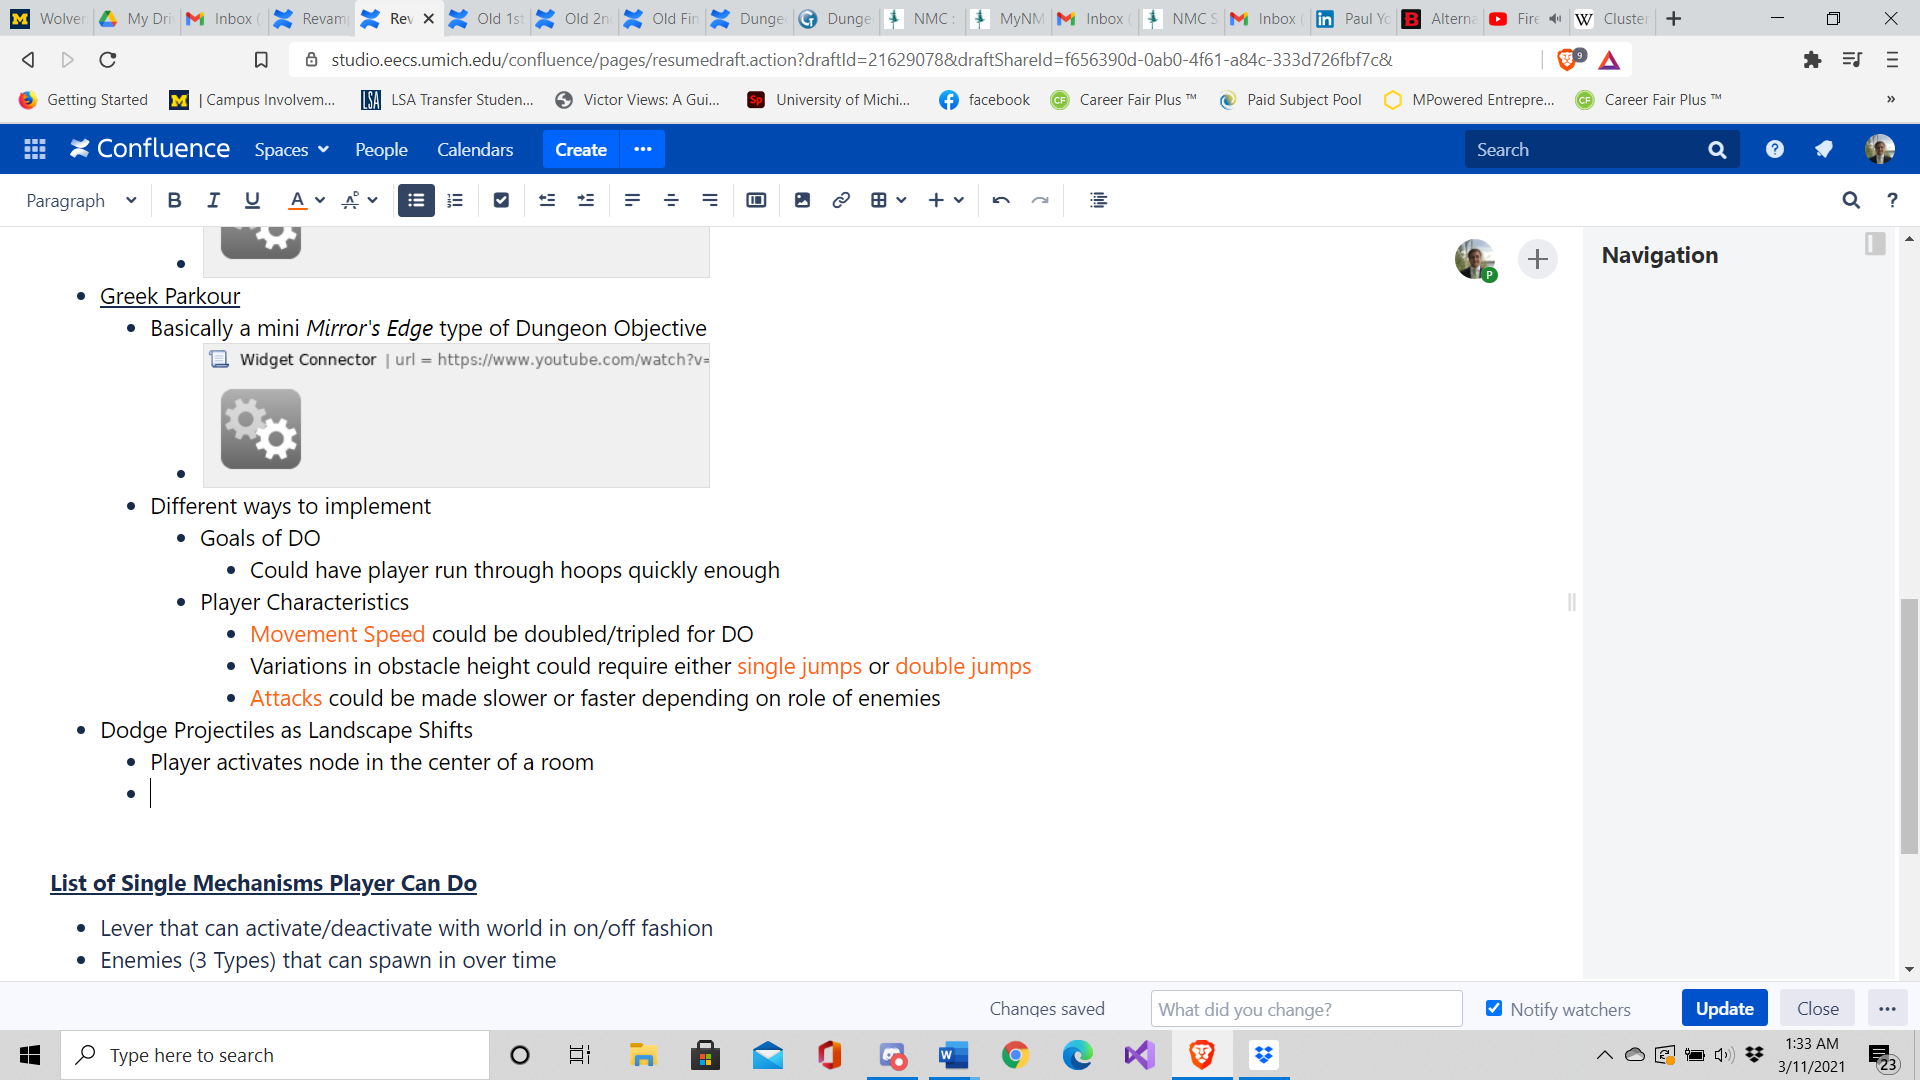 Wolver
My Dri
Inbox (
Revam
Rev
Old 1st
Old 2n
Old Fin
Dunge
Dunge
NMC :
MyNM
Inbox (
NMC S
Inbox (
Paul Yo
Alterna
Fire
Cluster
studio.eecs.umich.edu/confluence/pages/resumedraft.action?draftId=21629078&draftShareId=f656390d-0ab0-4f61-a84c-333d726fbf7c&
9
Getting Started
| Campus Involvem...
LSA Transfer Studen...
Victor Views: A Gui...
University of Michi...
facebook
Career Fair Plus ™
Paid Subject Pool
MPowered Entrepre...
Career Fair Plus ™
»
Confluence
Spaces
People
Calendars
Create
Search
Paragraph
B I U A
Navigation
P
Greek Parkour
Basically a mini Mirror's Edge type of Dungeon Objective
Widget Connector | url = https://www.youtube.com/watch?v=
Different ways to implement
Goals of DO
Could have player run through hoops quickly enough
Player Characteristics
Movement Speed could be doubled/tripled for DO
Variations in obstacle height could require either single jumps or double jumps
Attacks could be made slower or faster depending on role of enemies
Dodge Projectiles as Landscape Shifts
Player activates node in the center of a room
List of Single Mechanisms Player Can Do
Lever that can activate/deactivate with world in on/off fashion
Enemies (3 Types) that can spawn in over time
Changes saved
What did you change?
Notify watchers
Update
Close
Type here to search
1:33 AM
3/11/2021
23